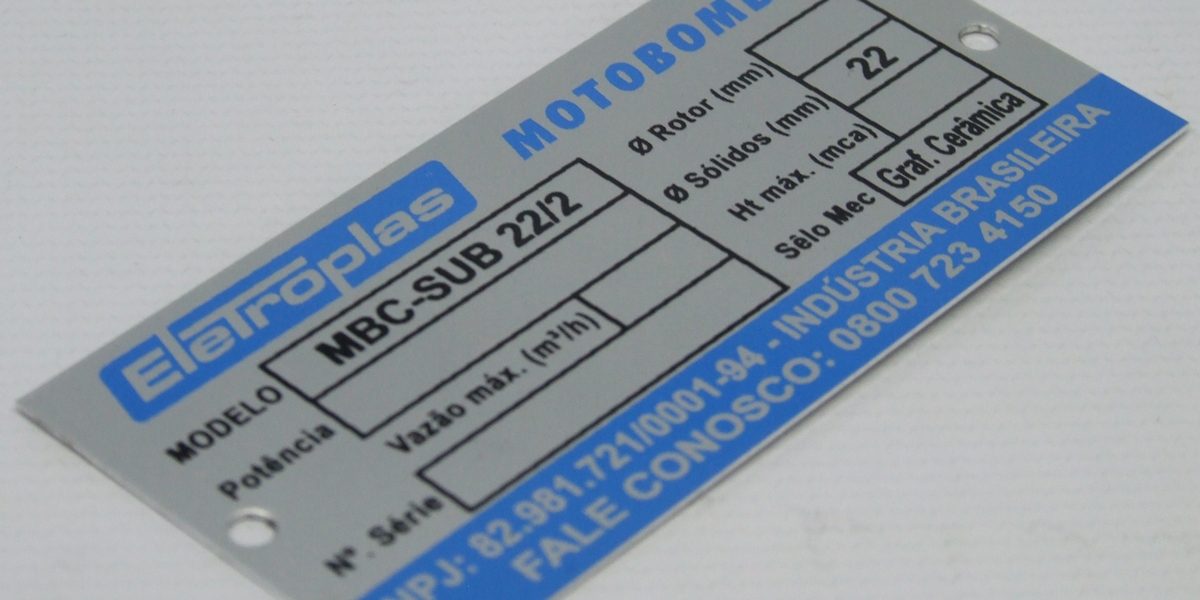 Eletroplas
MOTOBOMB
MODELO MBC-SUB 22/2
Potência
Vazão máx. (m³/h)
Nº. Série
Ø Rotor (mm)
Ø Sólidos (mm) 22
Ht máx. (mca)
Sêlo Mec Graf. Cerâmica
NPJ: 82.981.721/0001-94 - INDÚSTRIA BRASILEIRA
FALE CONOSCO: 0800 723 4150